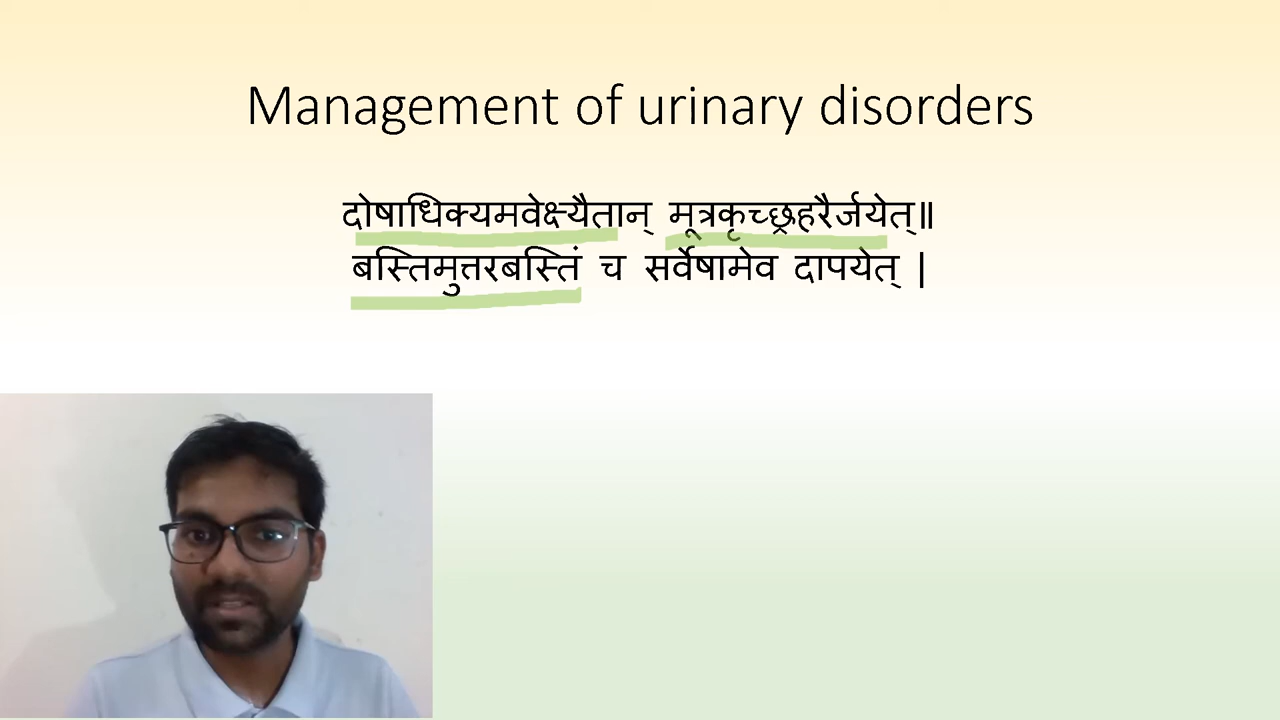 Management of urinary disorders
दोषाधिक्यमवेक्ष्यैतान् मूत्रकृच्छ्रहरैर्जयेत्॥
बस्तिमुत्तरबस्तिं च सर्वेषामेव दापयेत् |